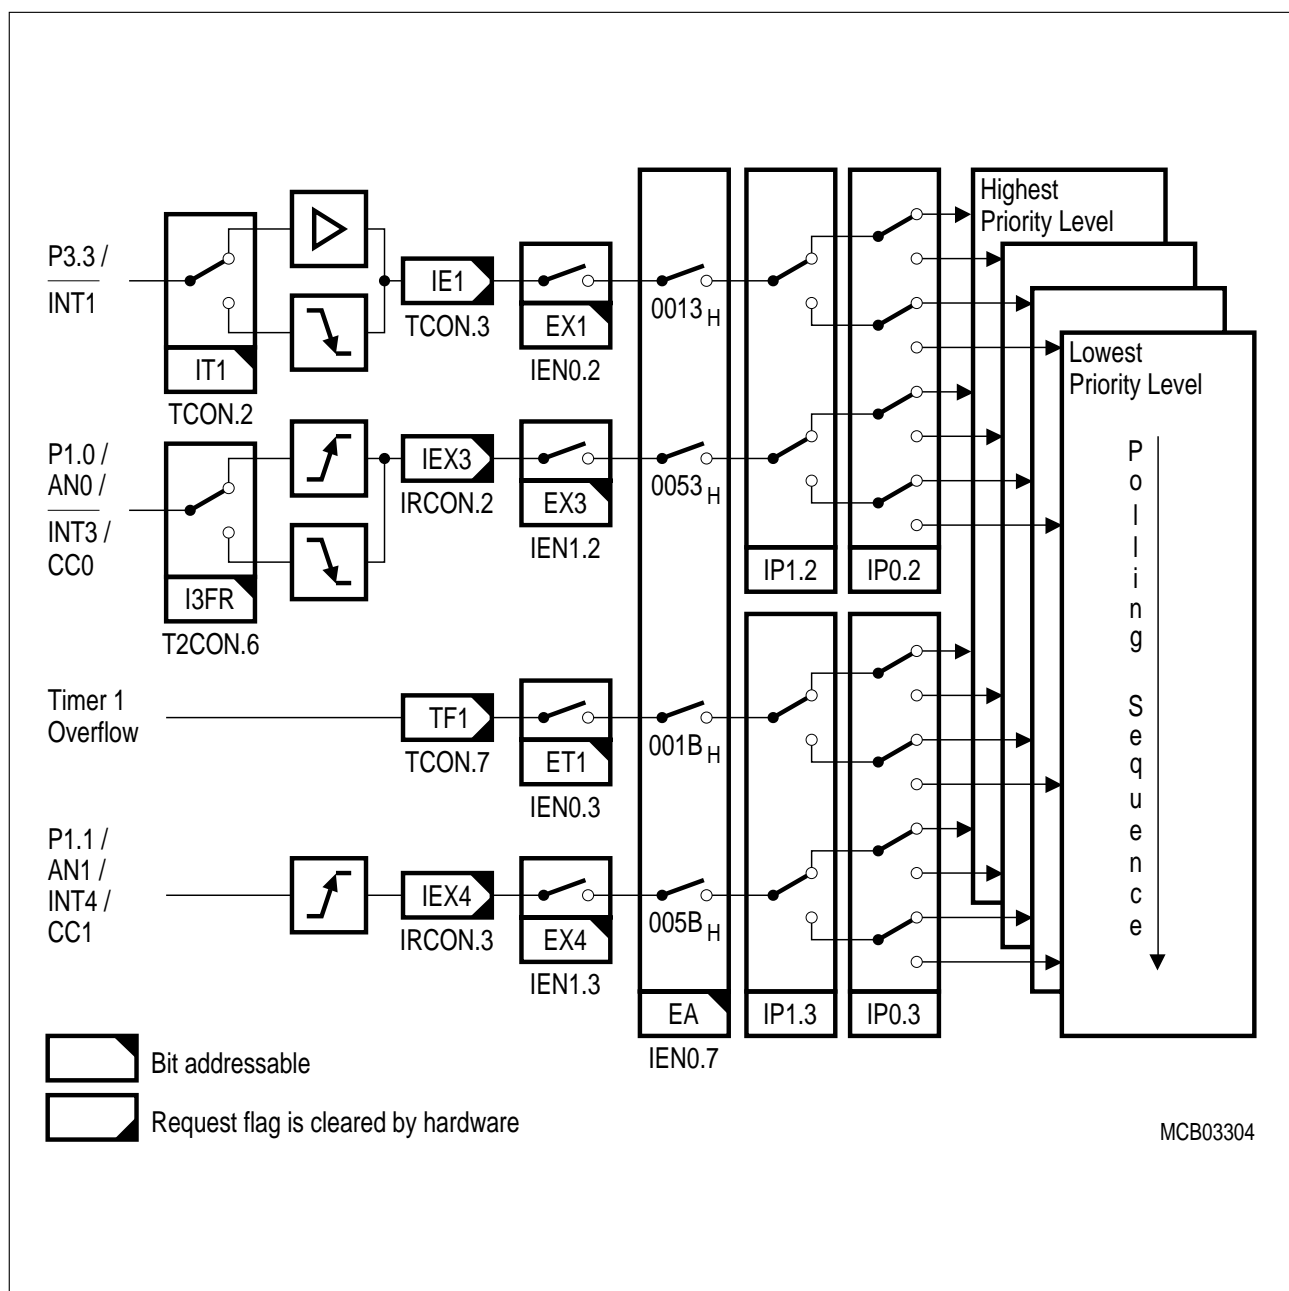 Highest
Priority Level
P3.3 /
INT1
IE1
TCON.3
EX1
IEN0.2
0013 H
IT1
TCON.2
Lowest
Priority Level
P1.0 /
AN0 /
INT3 /
CC0
IEX3
IRCON.2
EX3
IEN1.2
0053 H
I3FR
T2CON.6
IP1.2
IP0.2
Polling Sequence
Timer 1
Overflow
TF1
TCON.7
ET1
IEN0.3
001B H
P1.1 /
AN1 /
INT4 /
CC1
IEX4
IRCON.3
EX4
IEN1.3
005B H
EA
IEN0.7
IP1.3
IP0.3
Bit addressable
Request flag is cleared by hardware
MCB03304